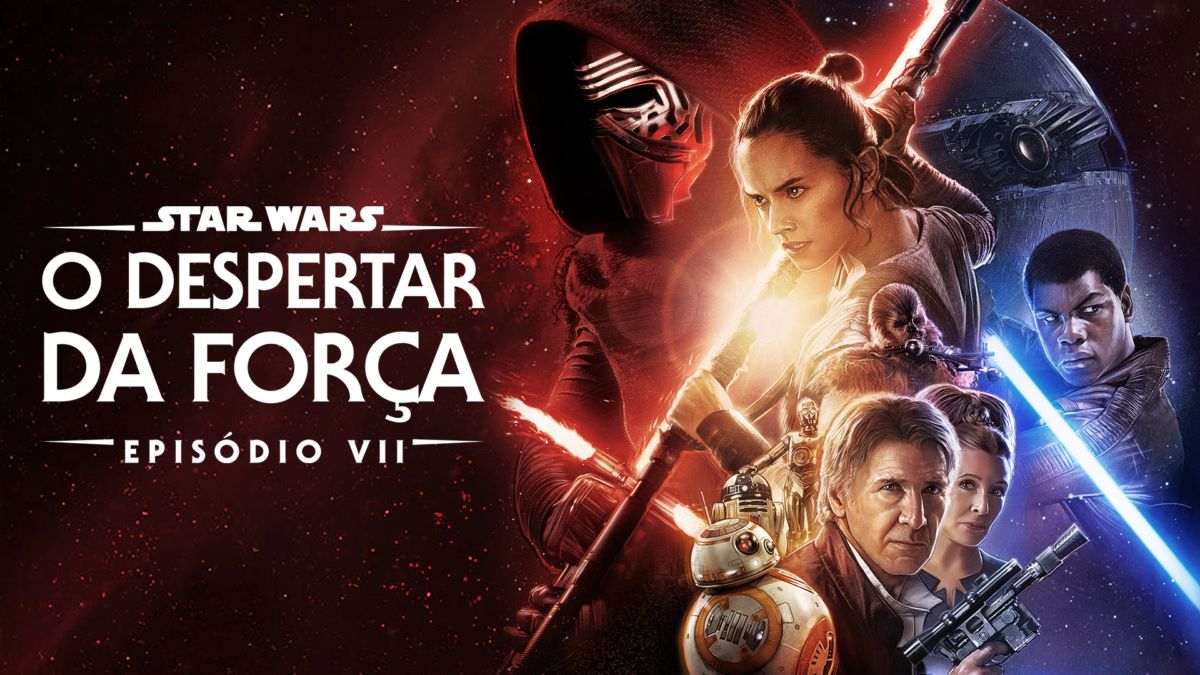 STAR WARS
O DESPERTAR
DA FORÇA
EPISÓDIO VII